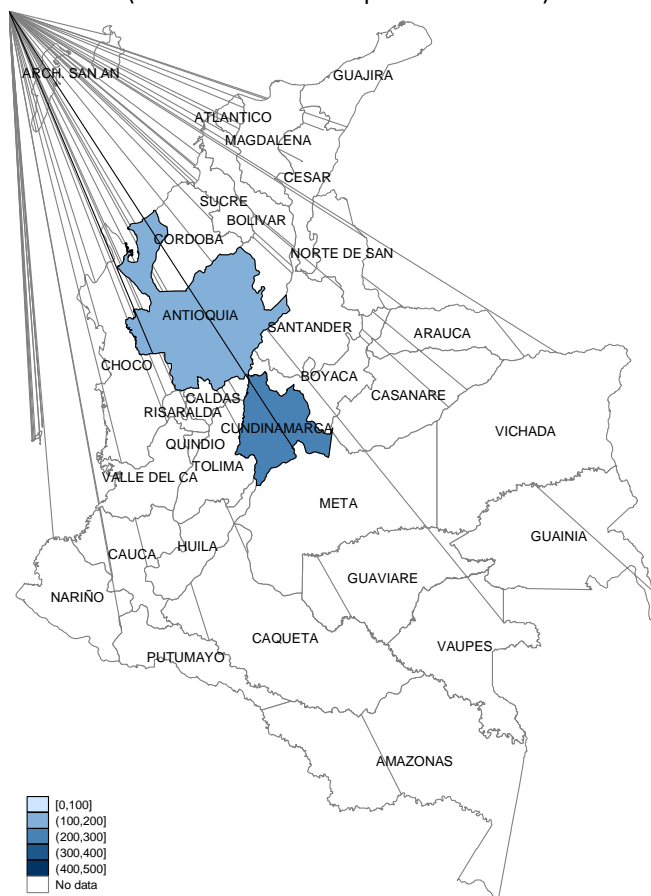 ARCH. SAN AN
GUAJIRA
ATLANTICO
MAGDALENA
CESAR
SUCRE
BOLIVAR
CORDOBA
NORTE DE SAN
ANTIOQUIA
SANTANDER
ARAUCA
CHOCO
BOYACA
CALDAS
CASANARE
RISARALDA
CUNDINAMARCA
VICHADA
QUINDIO
TOLIMA
VALLE DEL CA
META
GUAINIA
CAUCA
HUILA
GUAVIARE
NARIÑO
CAQUETA
VAUPES
PUTUMAYO
AMAZONAS
[0,100]
(100,200]
(200,300]
(300,400]
(400,500]
No data